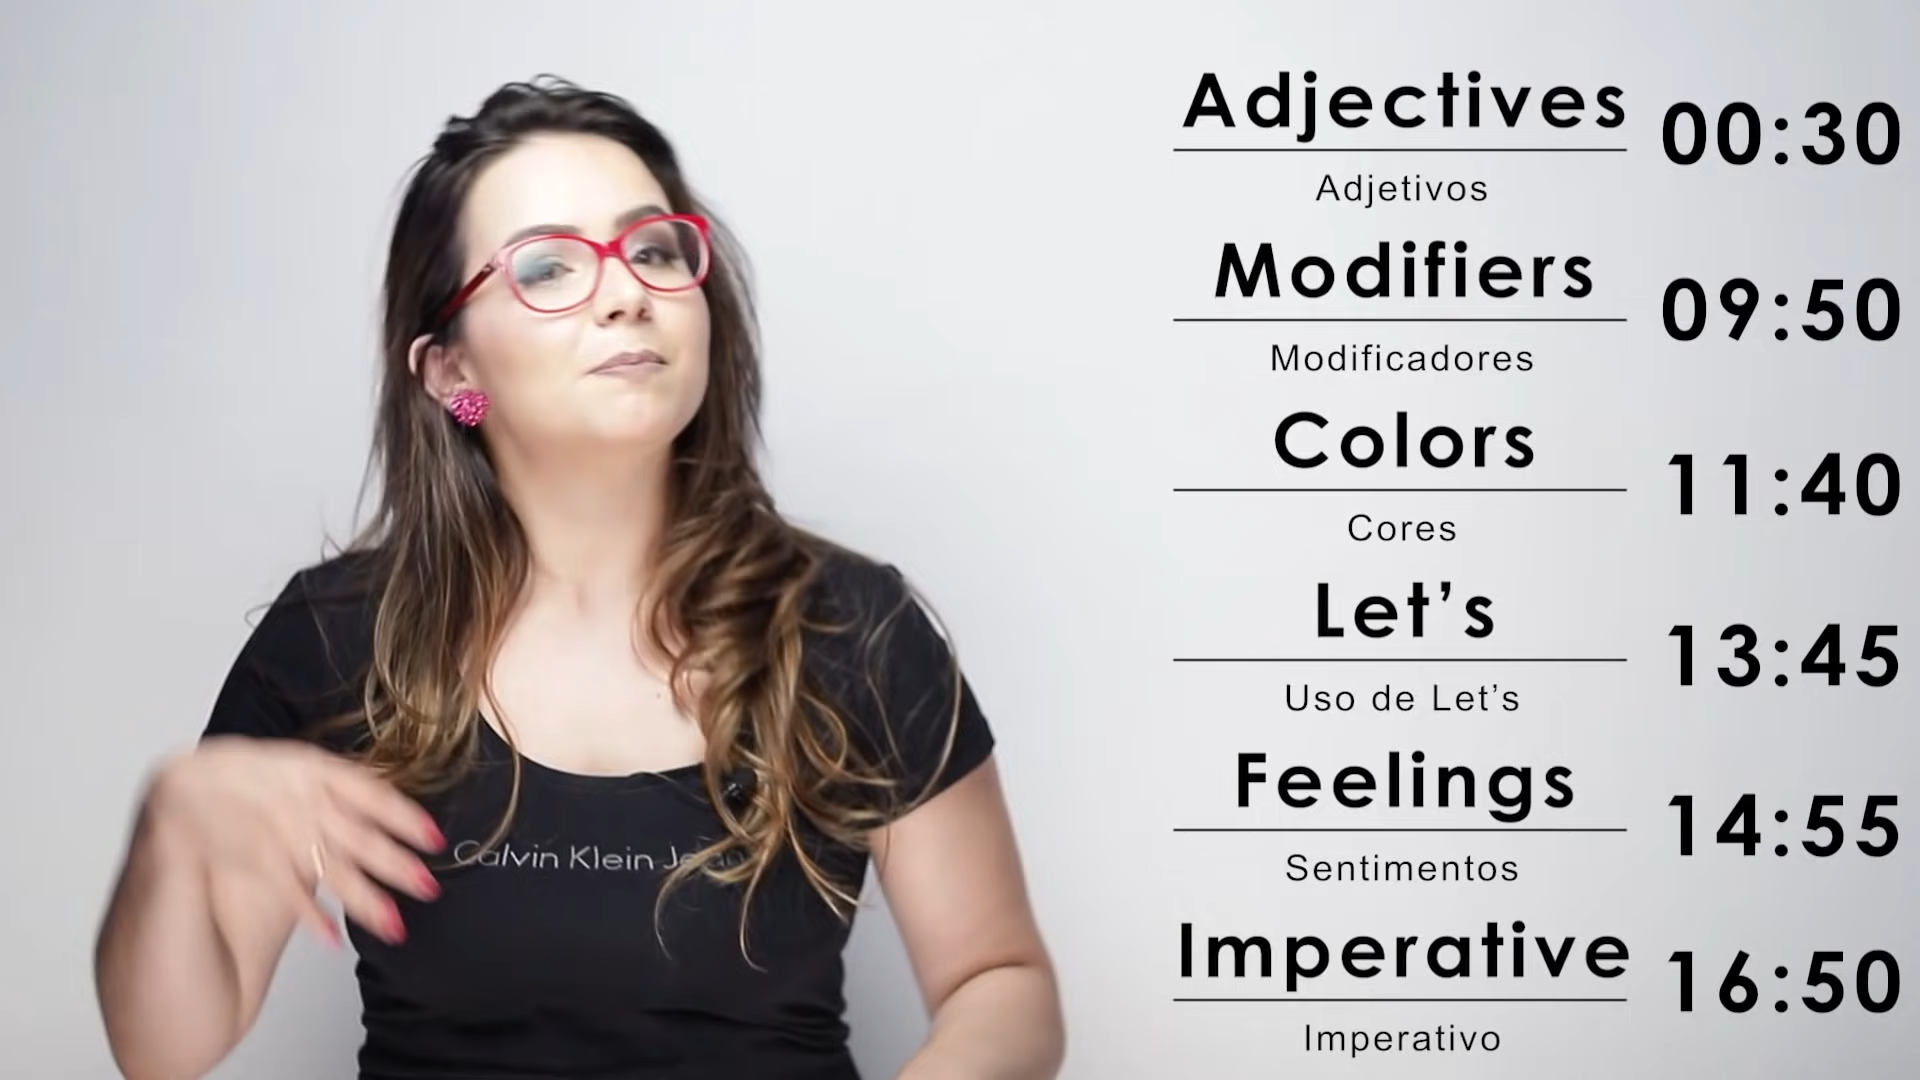 Adjectives 00:30
Adjetivos
Modifiers 09:50
Modificadores
Colors 11:40
Cores
Let’s 13:45
Uso de Let’s
Feelings 14:55
Sentimentos
Imperative 16:50
Imperativo
Calvin Klein Jeans